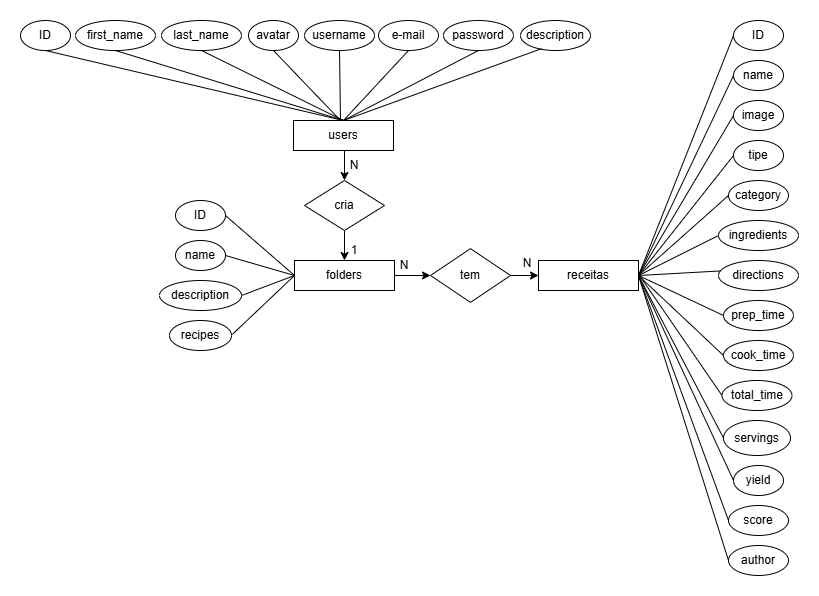 ID
first_name
last_name
avatar
username
e-mail
password
description
users
N
cria
1
ID
name
description
recipes
folders
N
tem
N
receitas
ID
name
image
tipe
category
ingredients
directions
prep_time
cook_time
total_time
servings
yield
score
author